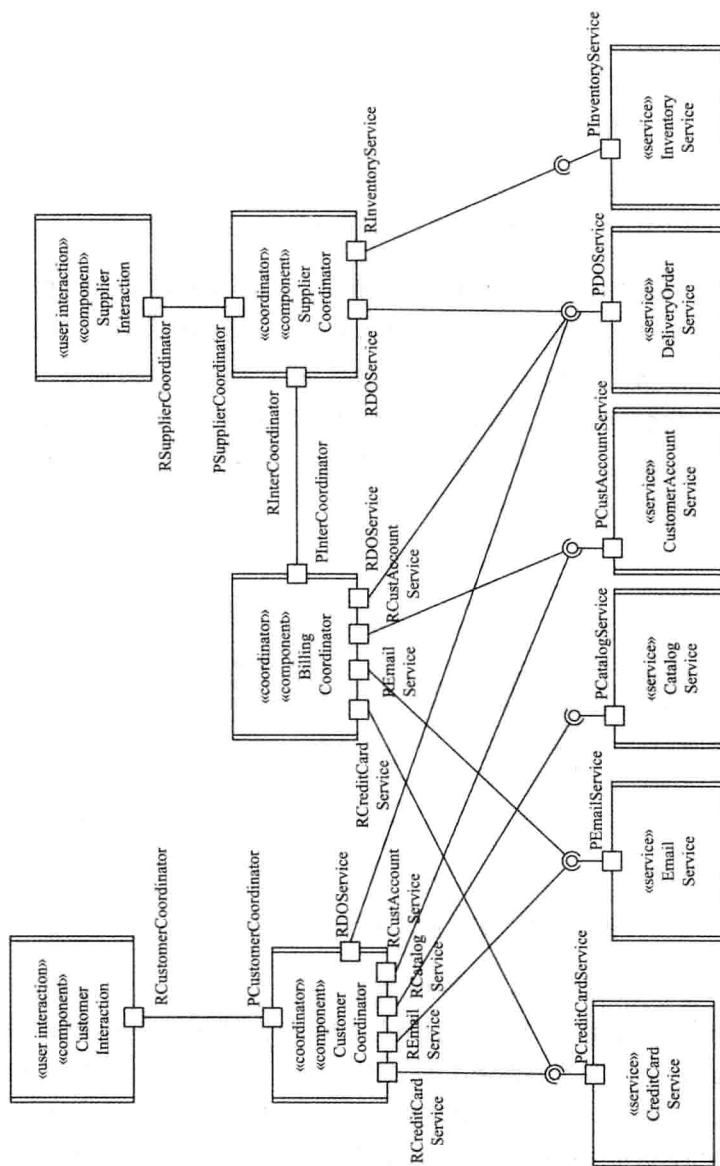 «user interaction»
«component»
Customer
Interaction
RCustomerCoordinator
PCustomerCoordinator
«coordinator»
«component»
Customer
Coordinator
RDOService
RCustAccount
Service
RCatalog
Service
REmail
Service
RCreditCard
Service
«coordinator»
«component»
Billing
Coordinator
PInterCoordinator
RDOService
RCustAccount
Service
REmail
Service
RCreditCard
Service
«user interaction»
«component»
Supplier
Interaction
RSupplierCoordinator
PSupplierCoordinator
RInterCoordinator
«coordinator»
«component»
Supplier
Coordinator
RDOService
RInventoryService
PCreditCardService
«service»
CreditCard
Service
PEmailService
«service»
Email
Service
PCatalogService
«service»
Catalog
Service
PCustAccountService
«service»
CustomerAccount
Service
PDOService
«service»
DeliveryOrder
Service
PInventoryService
«service»
Inventory
Service